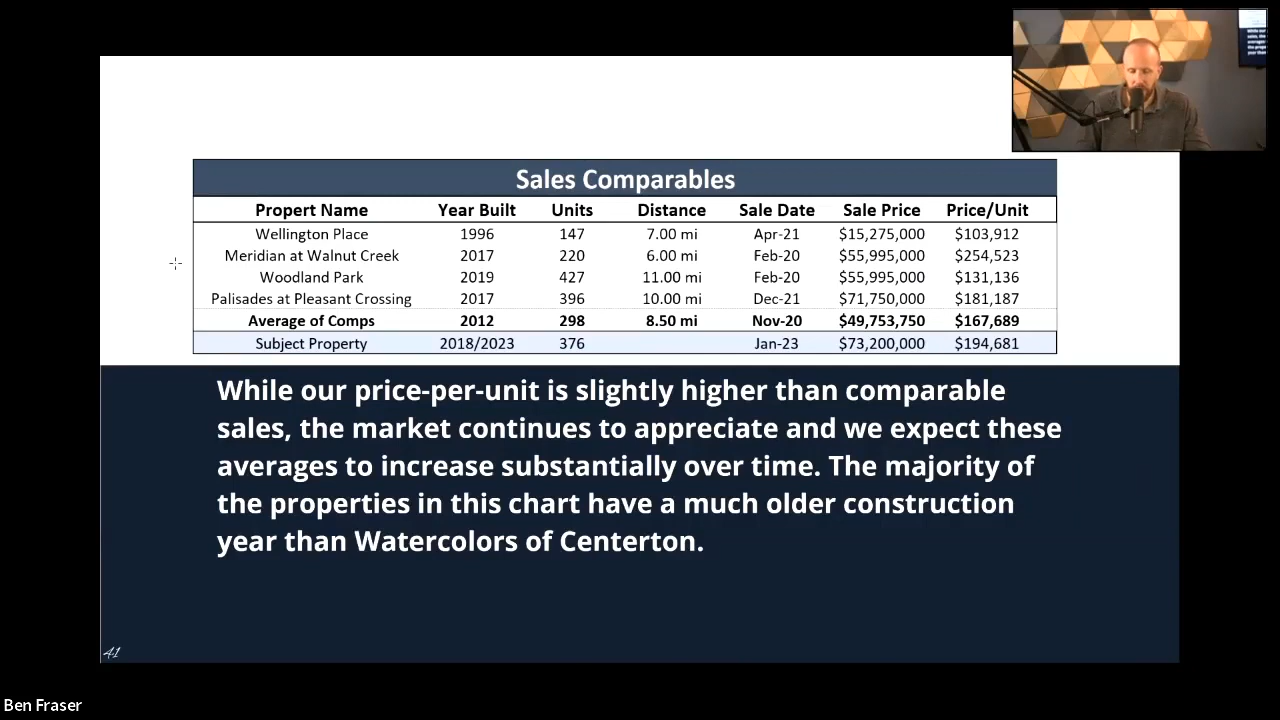 Sales Comparables
Propert Name Year Built Units Distance Sale Date Sale Price Price/Unit
Wellington Place 1996 147 7.00 mi Apr-21 $15,275,000 $103,912
Meridian at Walnut Creek 2017 220 6.00 mi Feb-20 $55,995,000 $254,523
Woodland Park 2019 427 11.00 mi Feb-20 $55,995,000 $131,136
Palisades at Pleasant Crossing 2017 396 10.00 mi Dec-21 $71,750,000 $181,187
Average of Comps 2012 298 8.50 mi Nov-20 $49,753,750 $167,689
Subject Property 2018/2023 376 Jan-23 $73,200,000 $194,681
While our price-per-unit is slightly higher than comparable
sales, the market continues to appreciate and we expect these
averages to increase substantially over time. The majority of
the properties in this chart have a much older construction
year than Watercolors of Centerton.
41
Ben Fraser